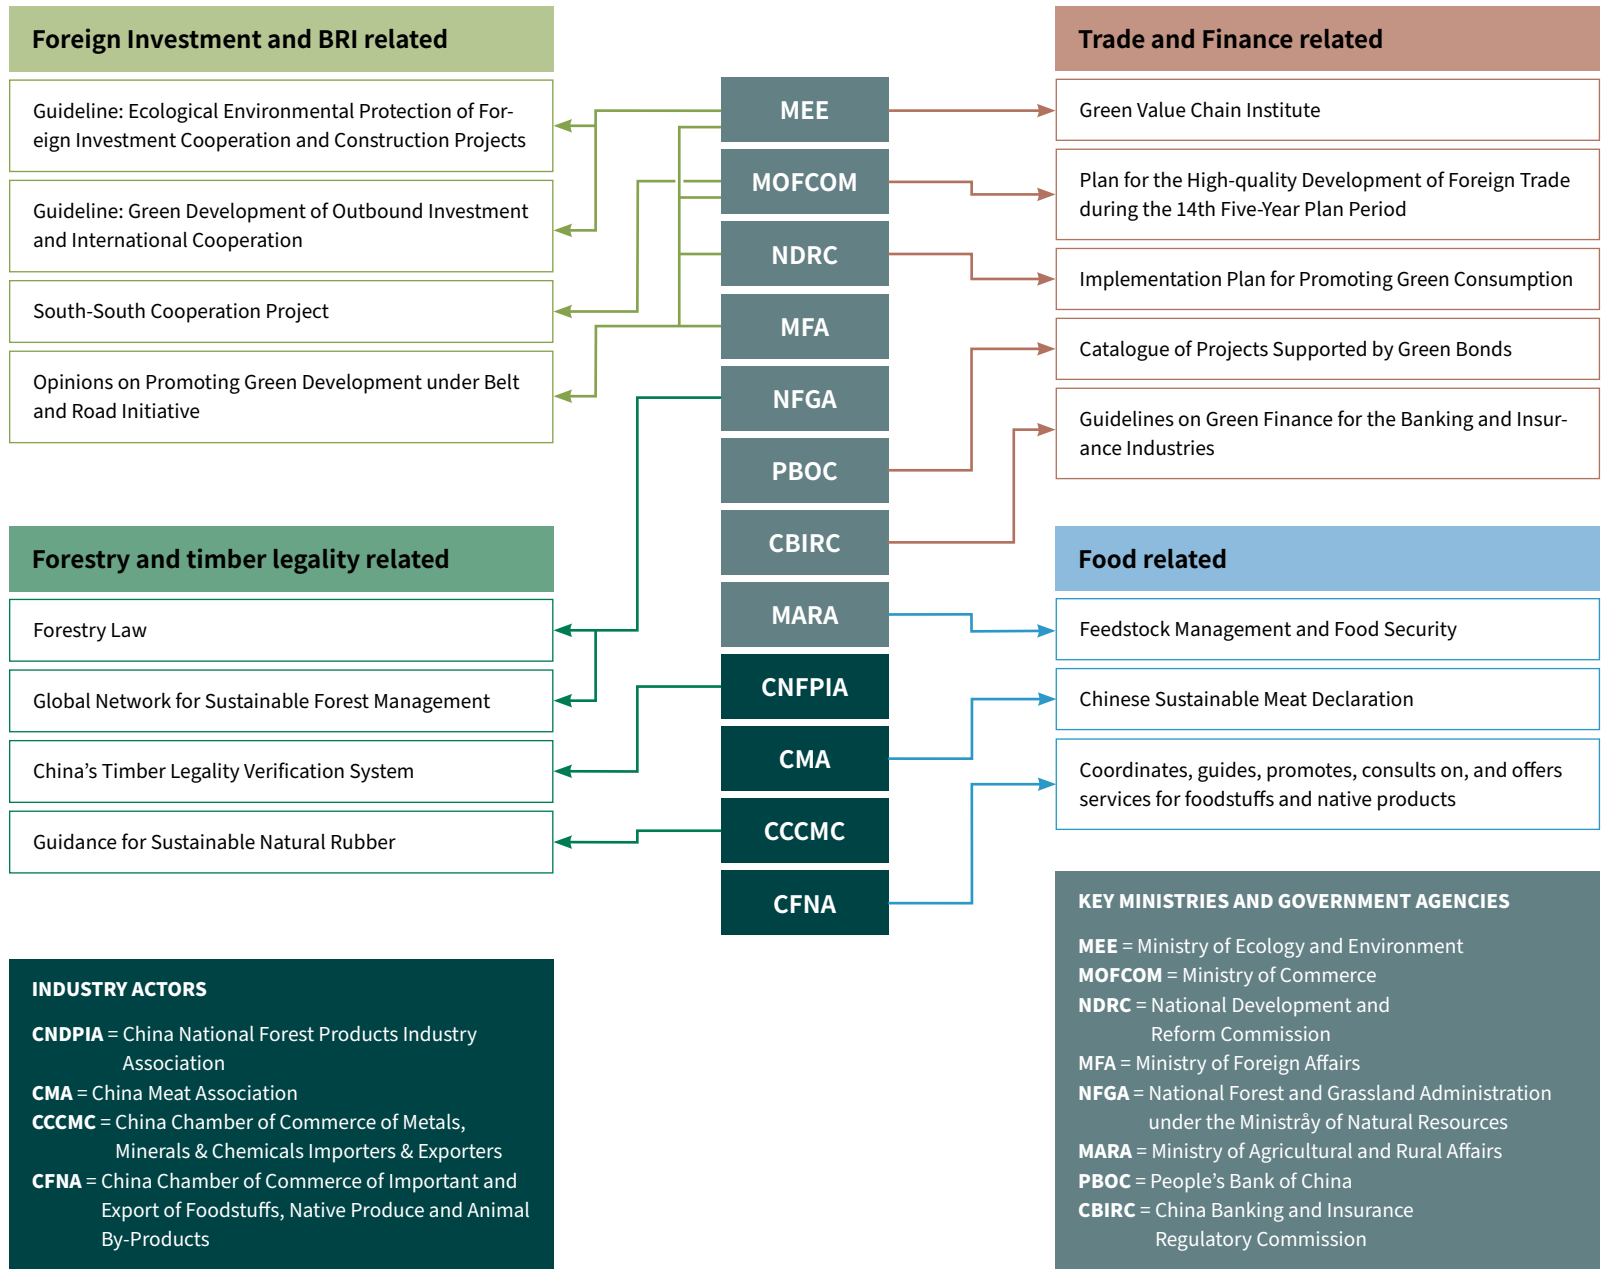 Foreign Investment and BRI related
Guideline: Ecological Environmental Protection of For-
eign Investment Cooperation and Construction Projects
Guideline: Green Development of Outbound Investment
and International Cooperation
South-South Cooperation Project
Opinions on Promoting Green Development under Belt
and Road Initiative
Forestry and timber legality related
Forestry Law
Global Network for Sustainable Forest Management
China’s Timber Legality Verification System
Guidance for Sustainable Natural Rubber
MEE
MOFCOM
NDRC
MFA
NFGA
PBOC
CBIRC
MARA
CNFPIA
CMA
CCCMC
CFNA
Trade and Finance related
Green Value Chain Institute
Plan for the High-quality Development of Foreign Trade
during the 14th Five-Year Plan Period
Implementation Plan for Promoting Green Consumption
Catalogue of Projects Supported by Green Bonds
Guidelines on Green Finance for the Banking and Insur-
ance Industries
Food related
Feedstock Management and Food Security
Chinese Sustainable Meat Declaration
Coordinates, guides, promotes, consults on, and offers
services for foodstuffs and native products
INDUSTRY ACTORS
CNDPIA = China National Forest Products Industry
Association
CMA = China Meat Association
CCCMC = China Chamber of Commerce of Metals,
Minerals & Chemicals Importers & Exporters
CFNA = China Chamber of Commerce of Important and
Export of Foodstuffs, Native Produce and Animal
By-Products
KEY MINISTRIES AND GOVERNMENT AGENCIES
MEE = Ministry of Ecology and Environment
MOFCOM = Ministry of Commerce
NDRC = National Development and
Reform Commission
MFA = Ministry of Foreign Affairs
NFGA = National Forest and Grassland Administration
under the Ministråy of Natural Resources
MARA = Ministry of Agricultural and Rural Affairs
PBOC = People’s Bank of China
CBIRC = China Banking and Insurance
Regulatory Commission